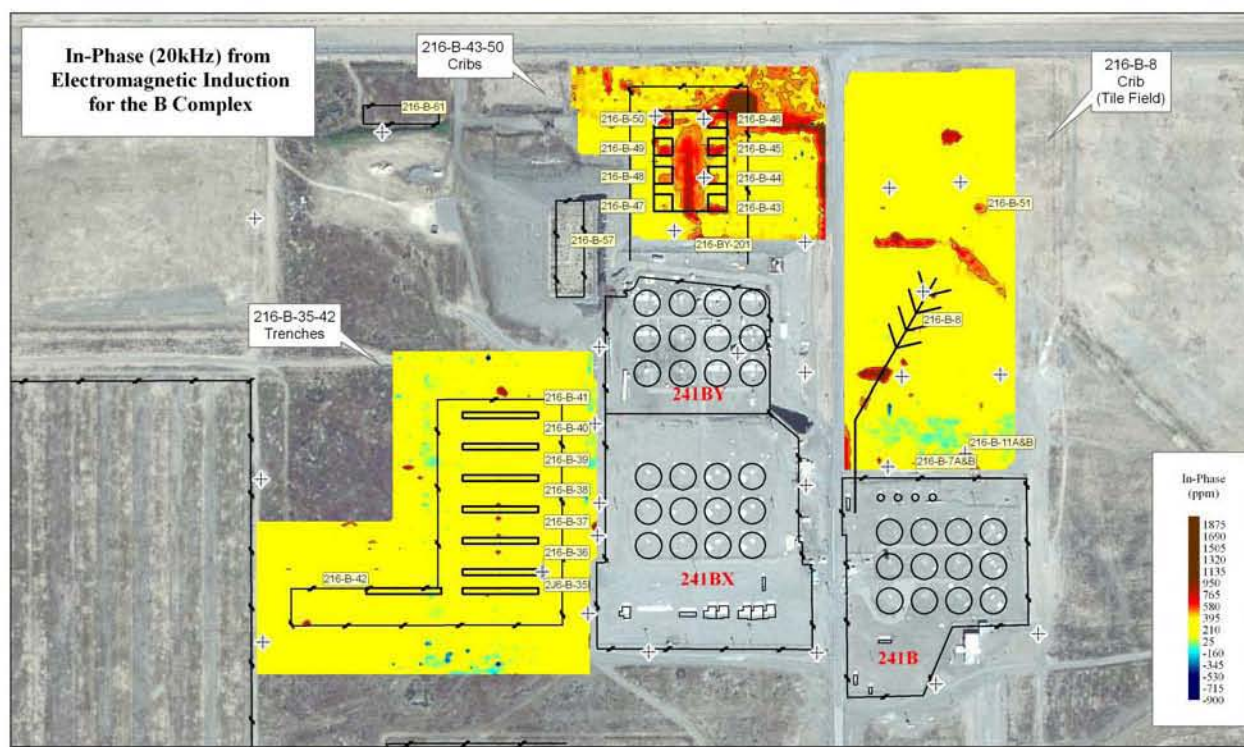 In-Phase (20kHz) from
Electromagnetic Induction
for the B Complex
216-B-43-50
Cribs
216-B-8
Crib
(Tile Field)
216-B-61
216-B-50
216-B-46
216-B-49
216-B-45
216-B-48
216-B-44
216-B-47
216-B-43
216-B-51
216-B-57
216-BY-201
216-B-35-42
Trenches
216-B-8
241BY
216-B-41
216-B-40
216-B-39
216-B-38
216-B-37
216-B-36
216-B-35
216-B-42
216-B-11A&B
216-B-7A&B
241BX
241B
In-Phase
(ppm)
1875
1690
1505
1320
1135
950
765
580
395
210
25
-160
-345
-530
-715
-900